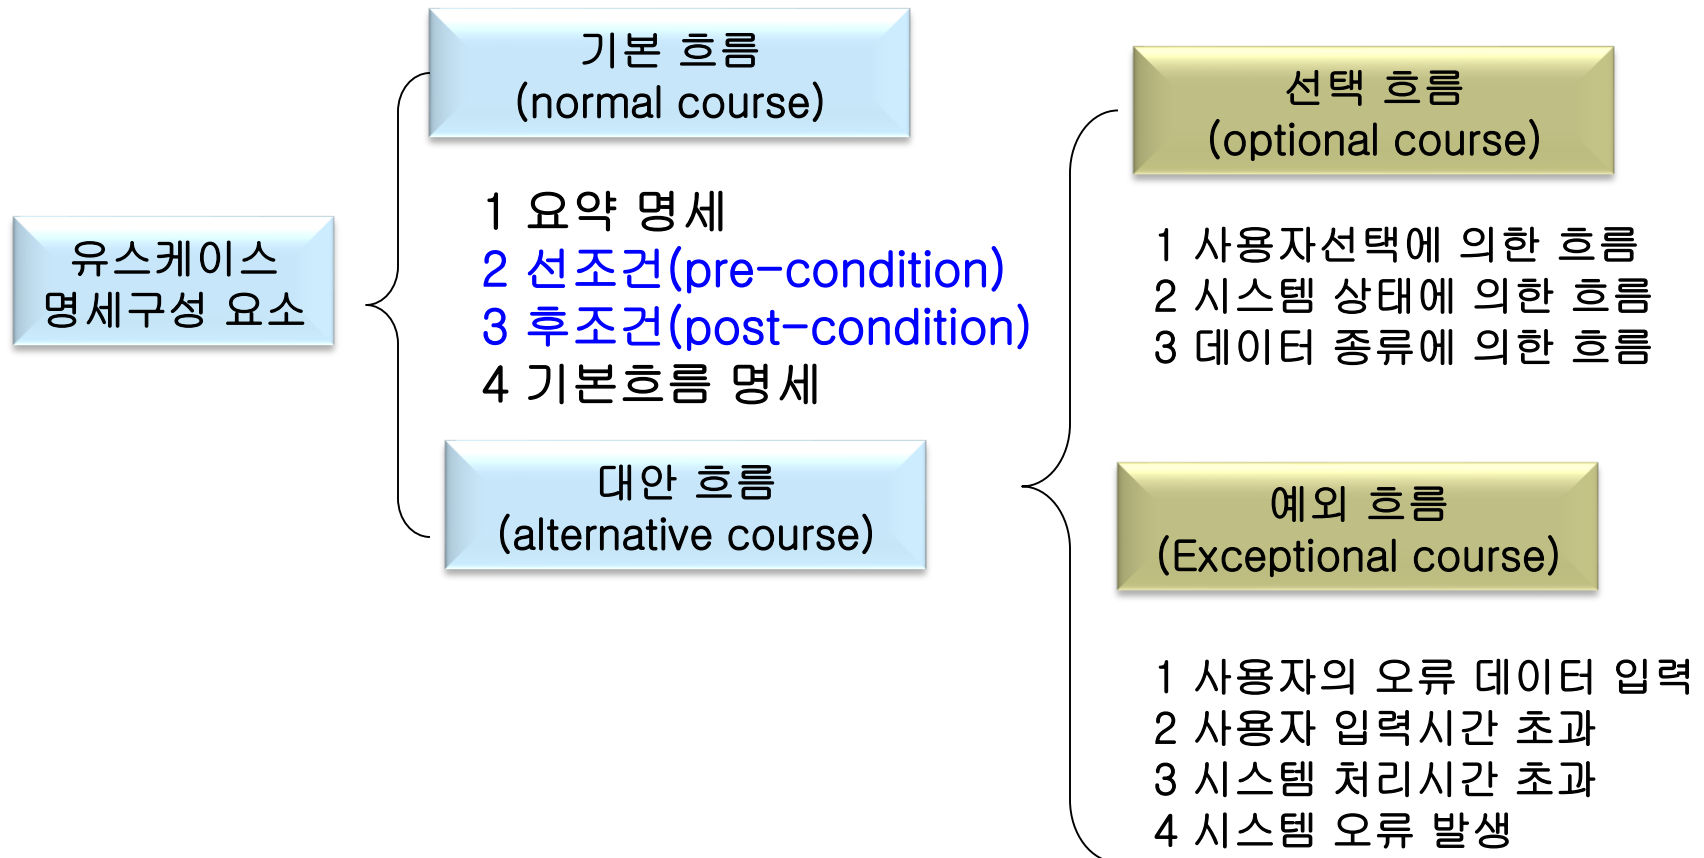 유스케이스
명세구성 요소
기본 흐름
(normal course)
1 요약 명세
2 선조건(pre-condition)
3 후조건(post-condition)
4 기본흐름 명세
대안 흐름
(alternative course)
선택 흐름
(optional course)
1 사용자선택에 의한 흐름
2 시스템 상태에 의한 흐름
3 데이터 종류에 의한 흐름
예외 흐름
(Exceptional course)
1 사용자의 오류 데이터 입력
2 사용자 입력시간 초과
3 시스템 처리시간 초과
4 시스템 오류 발생